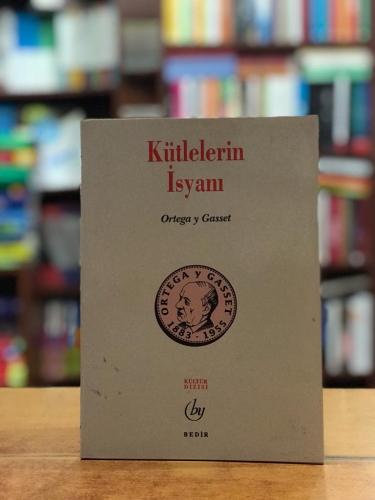 Kütlelerin
İsyanı
Ortega y Gasset
ORTEGA Y GASSET
1883 - 1955
KÜLTÜR
DİZİSİ
by
BEDİR